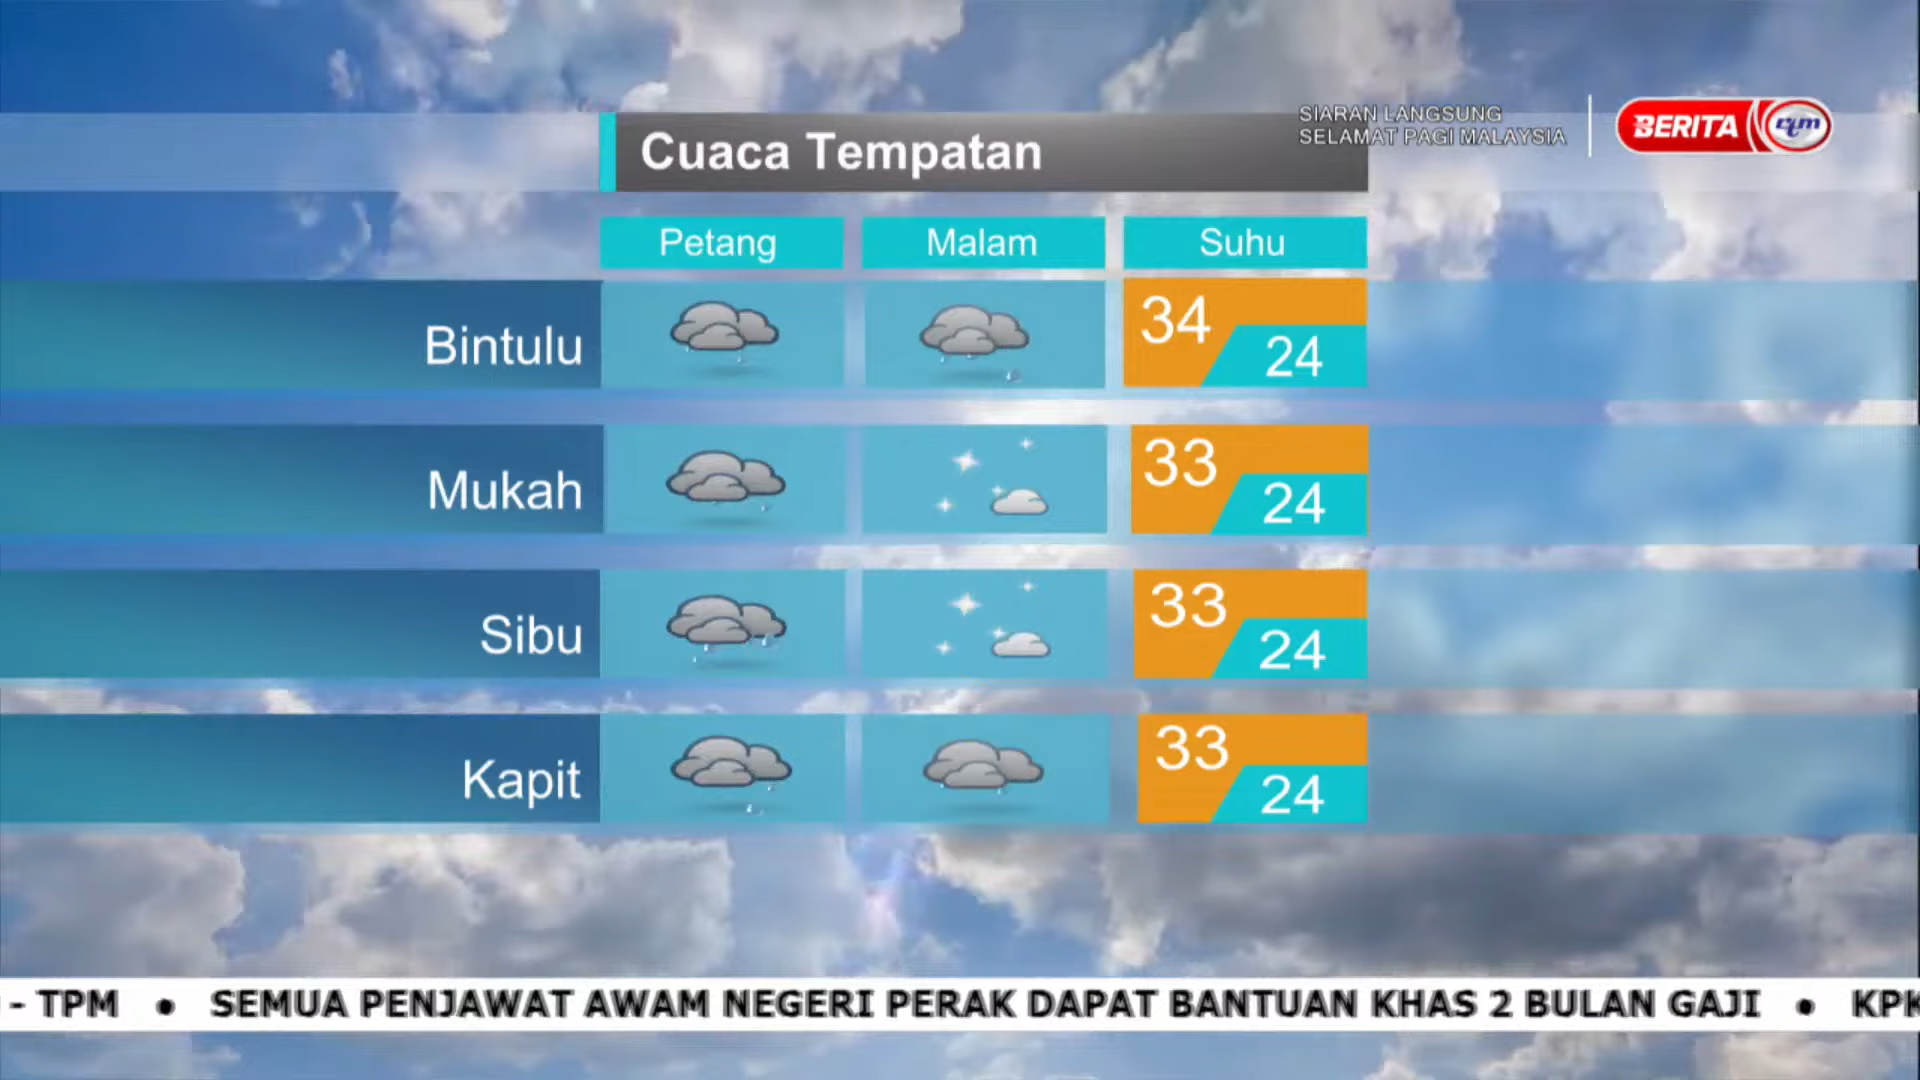 SIARAN LANGSUNG
SELAMAT PAGI MALAYSIA
BERITA rtm
Cuaca Tempatan
Petang Malam Suhu
Bintulu 34 24
Mukah 33 24
Sibu 33 24
Kapit 33 24
- TPM • SEMUA PENJAWAT AWAM NEGERI PERAK DAPAT BANTUAN KHAS 2 BULAN GAJI •